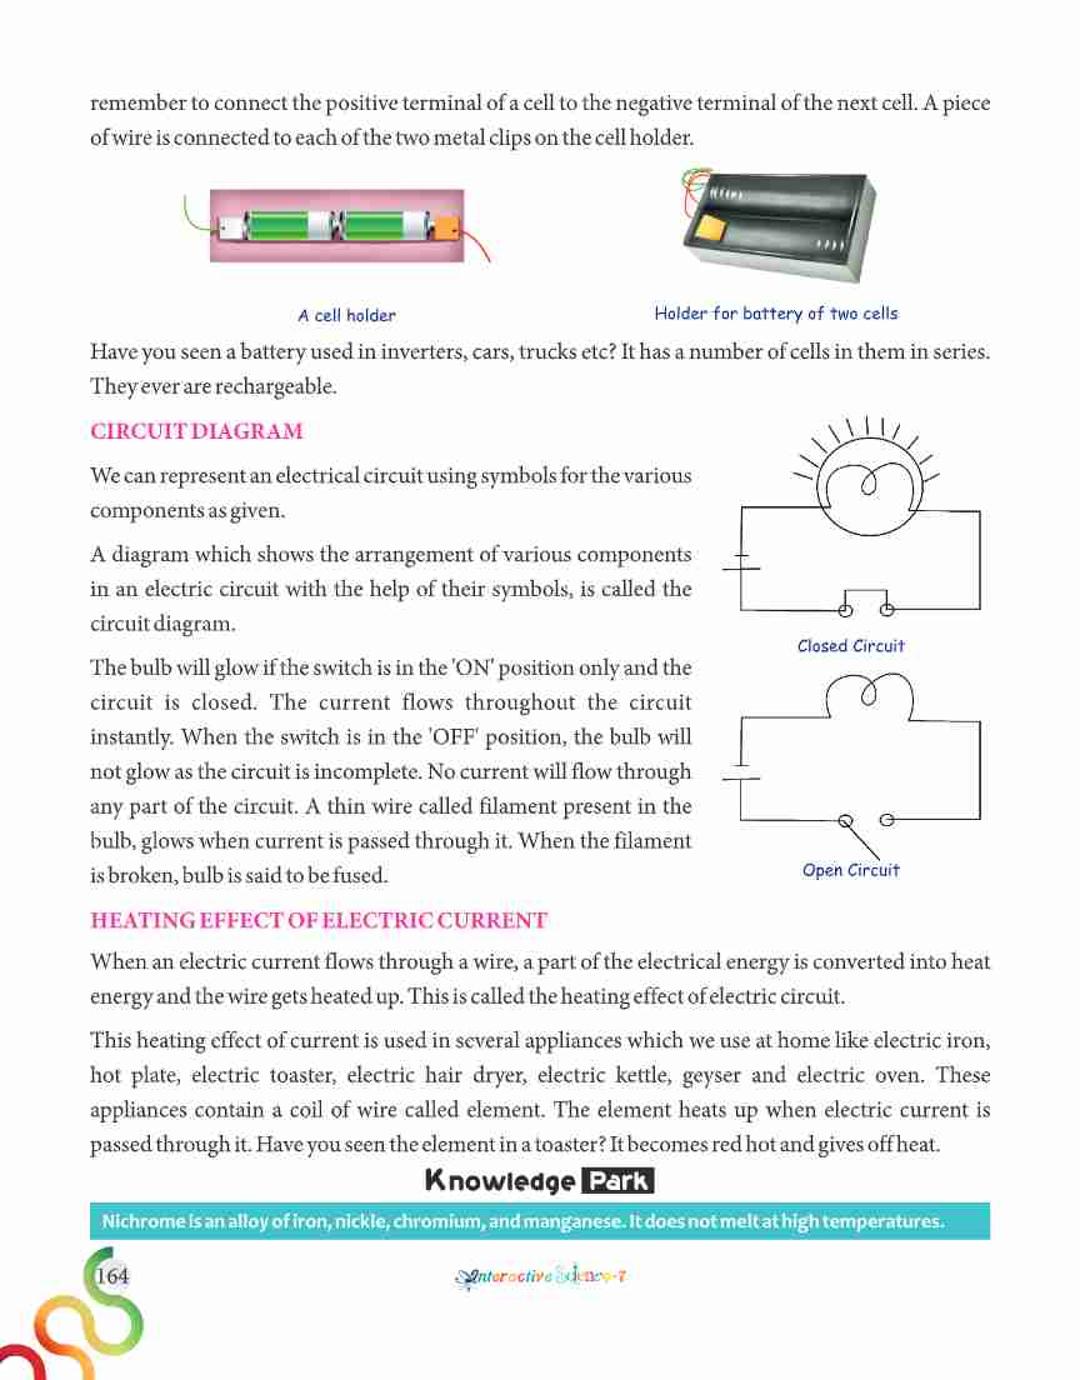 remember to connect the positive terminal of a cell to the negative terminal of the next cell. A piece
of wire is connected to each of the two metal clips on the cell holder.
A cell holder
Holder for battery of two cells
Have you seen a battery used in inverters, cars, trucks etc? It has a number of cells in them in series.
They ever are rechargeable.
CIRCUIT DIAGRAM
We can represent an electrical circuit using symbols for the various
components as given.
A diagram which shows the arrangement of various components
in an electric circuit with the help of their symbols, is called the
circuit diagram.
Closed Circuit
The bulb will glow if the switch is in the 'ON' position only and the
circuit is closed. The current flows throughout the circuit
instantly. When the switch is in the 'OFF' position, the bulb will
not glow as the circuit is incomplete. No current will flow through
any part of the circuit. A thin wire called filament present in the
bulb, glows when current is passed through it. When the filament
is broken, bulb is said to be fused.
Open Circuit
HEATING EFFECT OF ELECTRIC CURRENT
When an electric current flows through a wire, a part of the electrical energy is converted into heat
energy and the wire gets heated up. This is called the heating effect of electric circuit.
This heating effect of current is used in several appliances which we use at home like electric iron,
hot plate, electric toaster, electric hair dryer, electric kettle, geyser and electric oven. These
appliances contain a coil of wire called element. The element heats up when electric current is
passed through it. Have you seen the element in a toaster? It becomes red hot and gives off heat.
Knowledge Park
Nichrome is an alloy of iron, nickle, chromium, and manganese. It does not melt at high temperatures.
164
Interactive Science-7